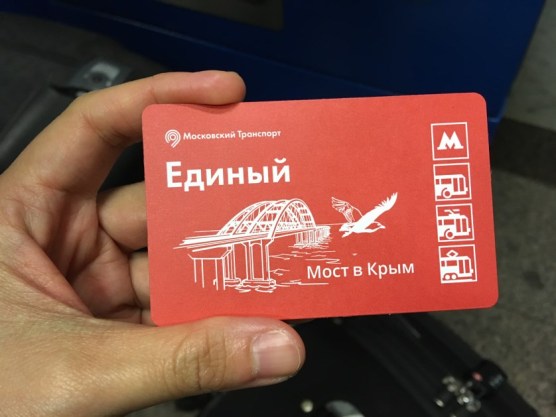 Московский Транспорт
Единый
Мост в Крым
М